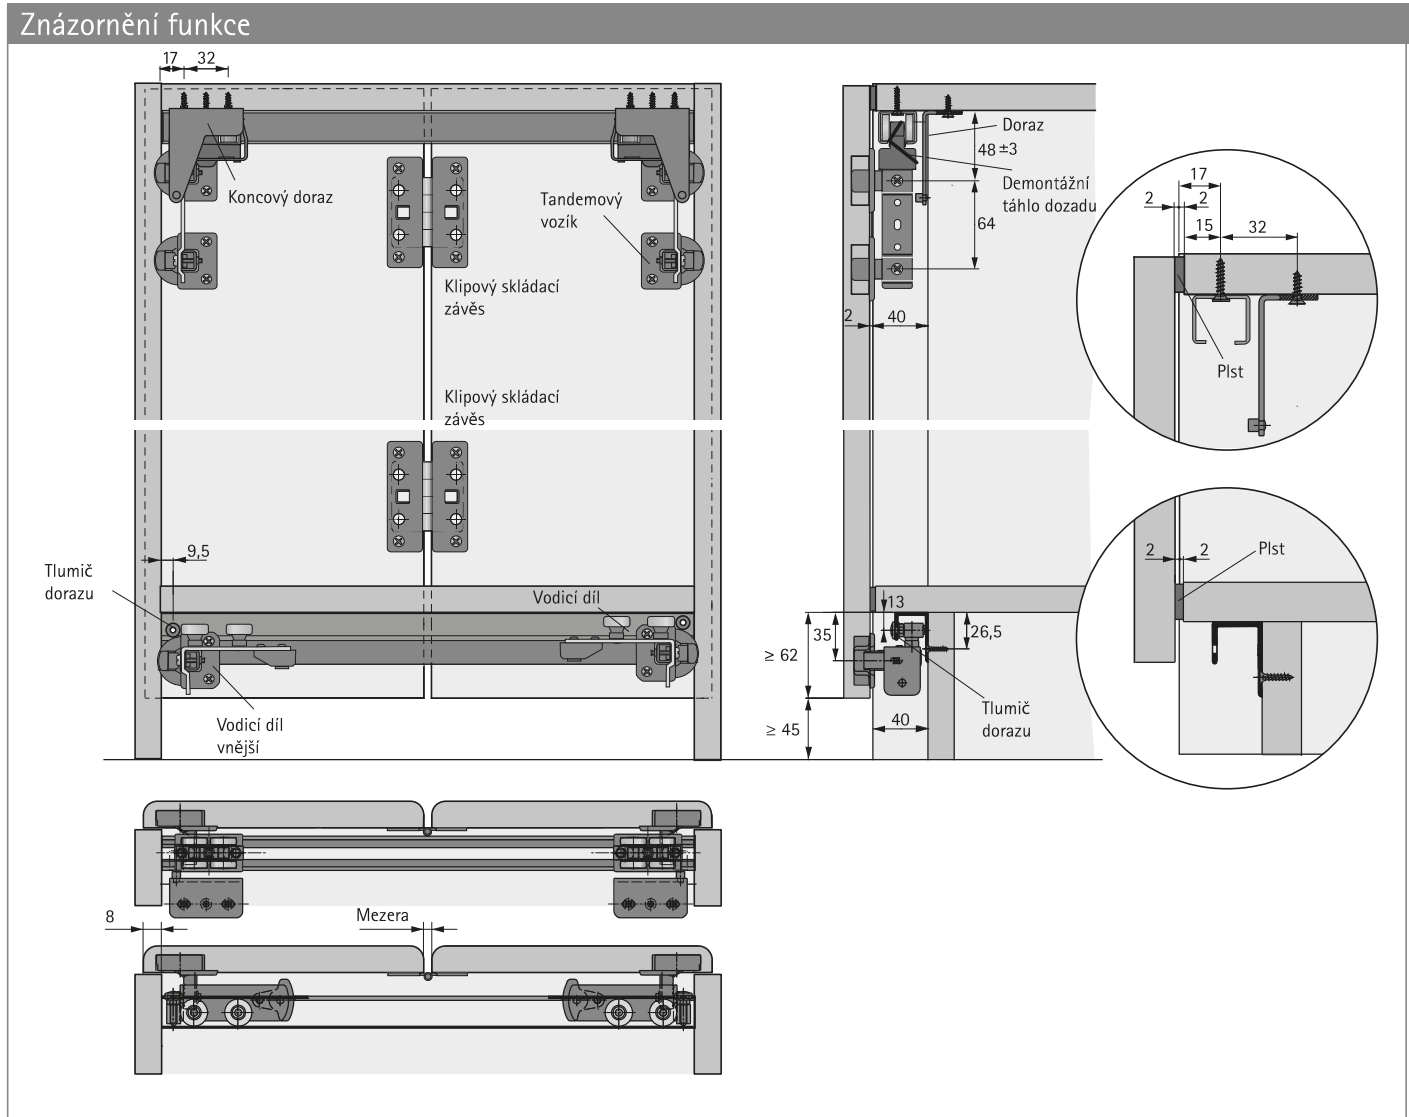 Znázornění funkce
17
32
Koncový doraz
Tandemový
vozík
Klipový skládací
závěs
Klipový skládací
závěs
9,5
Tlumič
dorazu
Vodicí díl
Vodicí díl
vnější
Doraz
48 ±3
Demontážní
táhlo dozadu
64
2
40
13
35
26,5
≥ 62
≥ 45
40
Tlumič
dorazu
17
2
2
15
32
Plst
2
2
Plst
8
Mezera